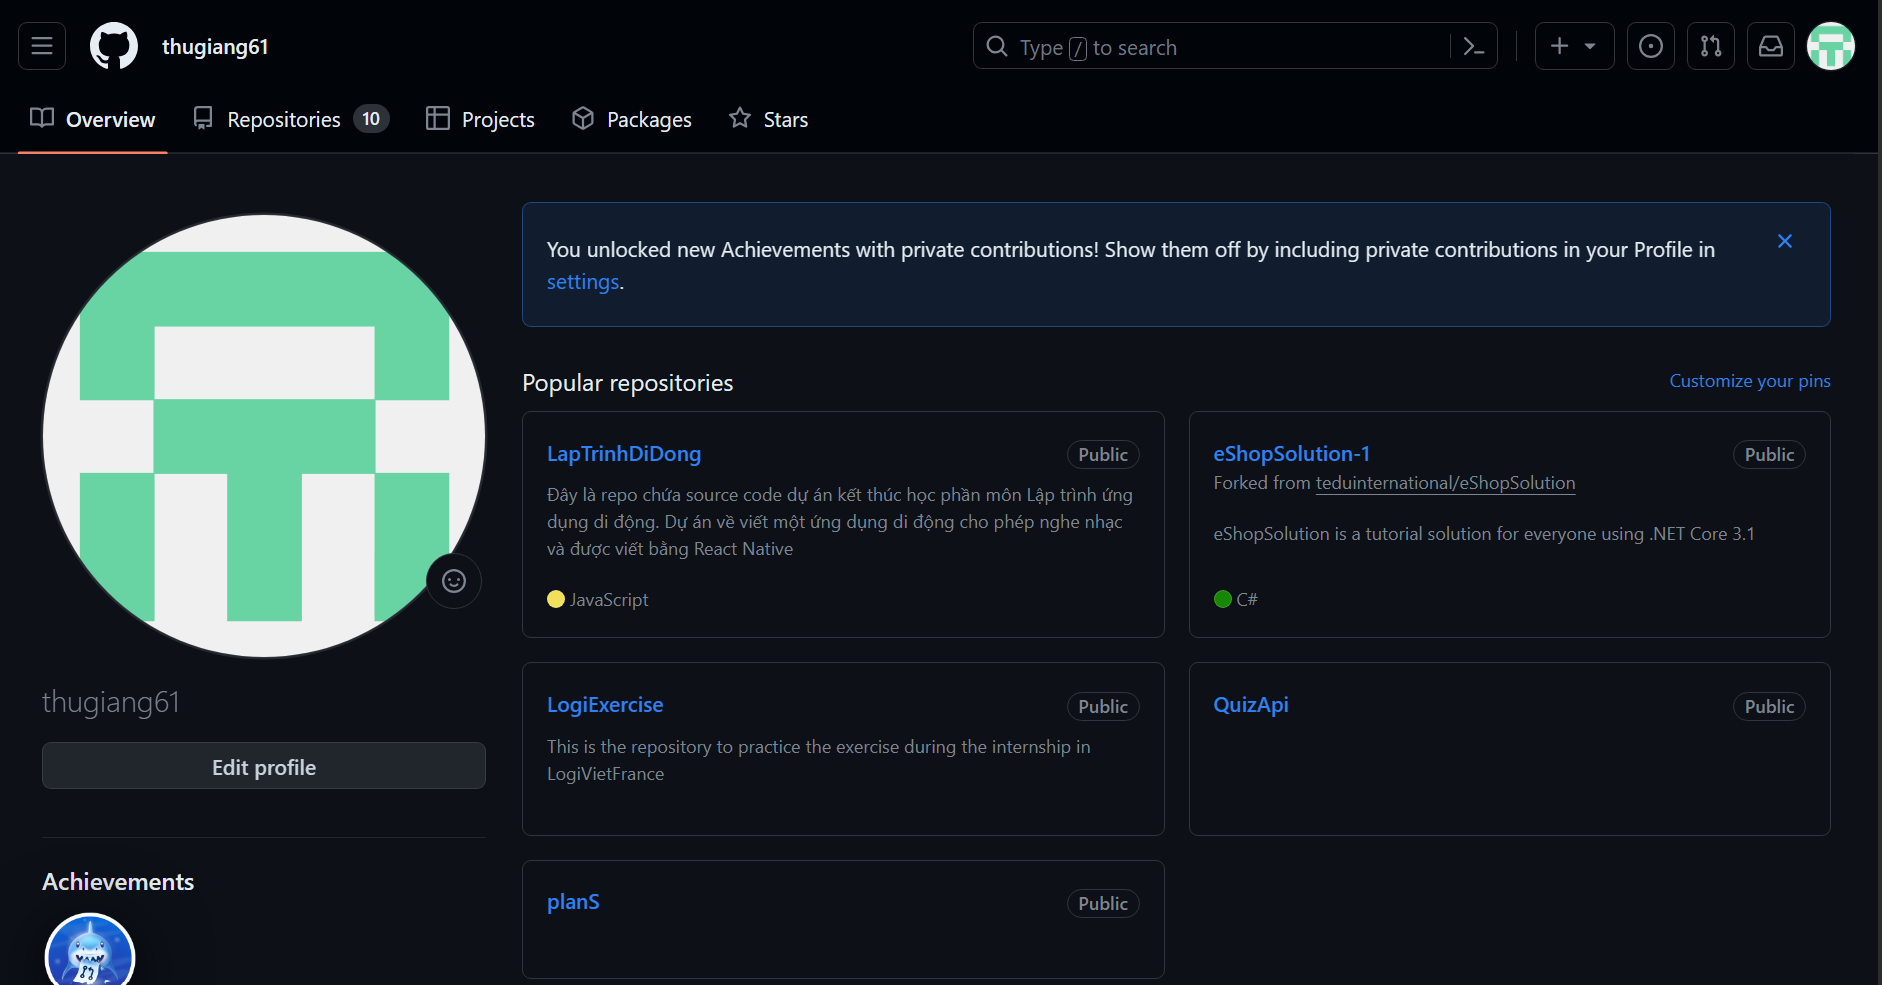 thugiang61
Type / to search
Overview
Repositories 10
Projects
Packages
Stars
You unlocked new Achievements with private contributions! Show them off by including private contributions in your Profile in
settings.
Popular repositories
Customize your pins
LapTrinhDiDong
Public
Đây là repo chứa source code dự án kết thúc học phần môn Lập trình ứng
dụng di động. Dự án về viết một ứng dụng di động cho phép nghe nhạc
và được viết bằng React Native
JavaScript
eShopSolution-1
Public
Forked from teduinternational/eShopSolution
eShopSolution is a tutorial solution for everyone using .NET Core 3.1
C#
LogiExercise
Public
This is the repository to practice the exercise during the internship in
LogiVietFrance
QuizApi
Public
planS
Public
thugiang61
Edit profile
Achievements